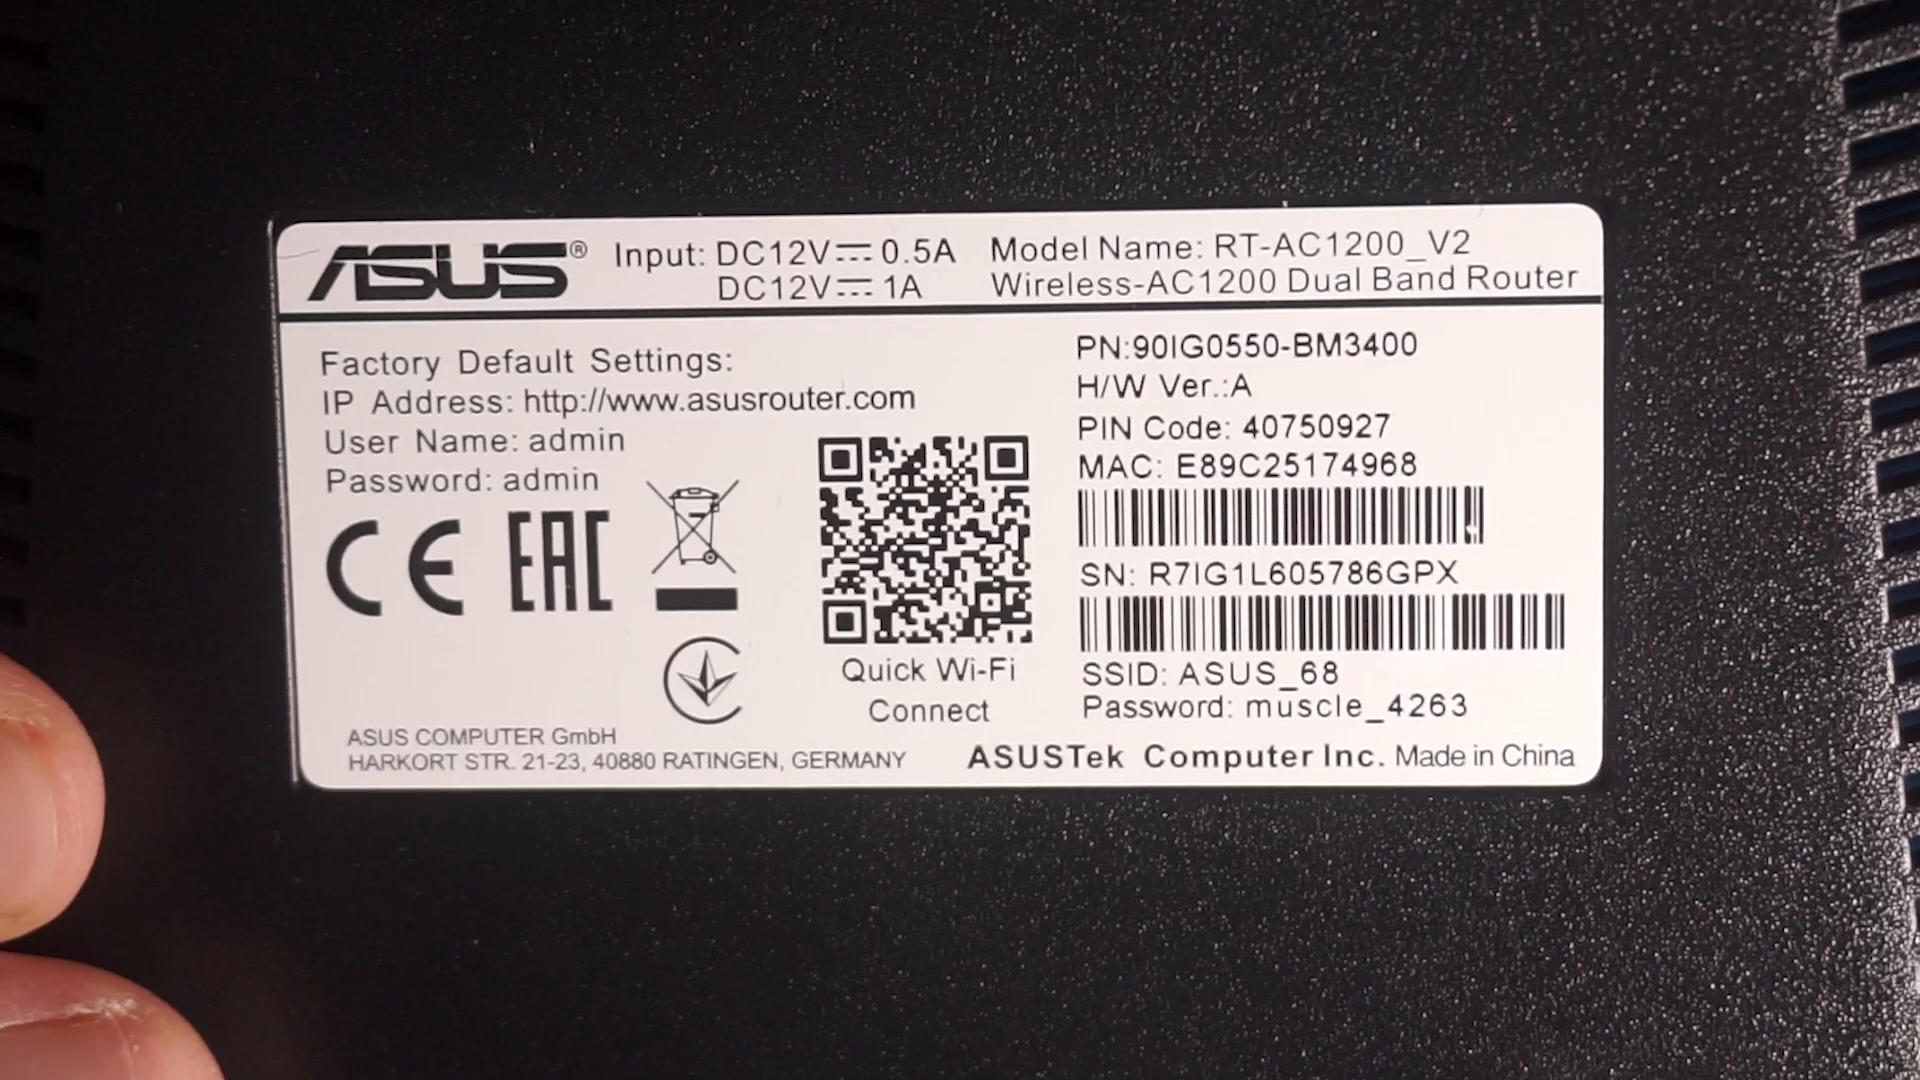 ASUS® Input: DC12V⎓0.5A Model Name: RT-AC1200_V2
DC12V⎓1A Wireless-AC1200 Dual Band Router
Factory Default Settings:
IP Address: http://www.asusrouter.com
User Name: admin
Password: admin
CE EAC
PN:90IG0550-BM3400
H/W Ver.:A
PIN Code: 40750927
MAC: E89C25174968
SN: R7IG1L605786GPX
SSID: ASUS_68
Password: muscle_4263
Quick Wi-Fi
Connect
ASUS COMPUTER GmbH
HARKORT STR. 21-23, 40880 RATINGEN, GERMANY
ASUSTek Computer Inc. Made in China